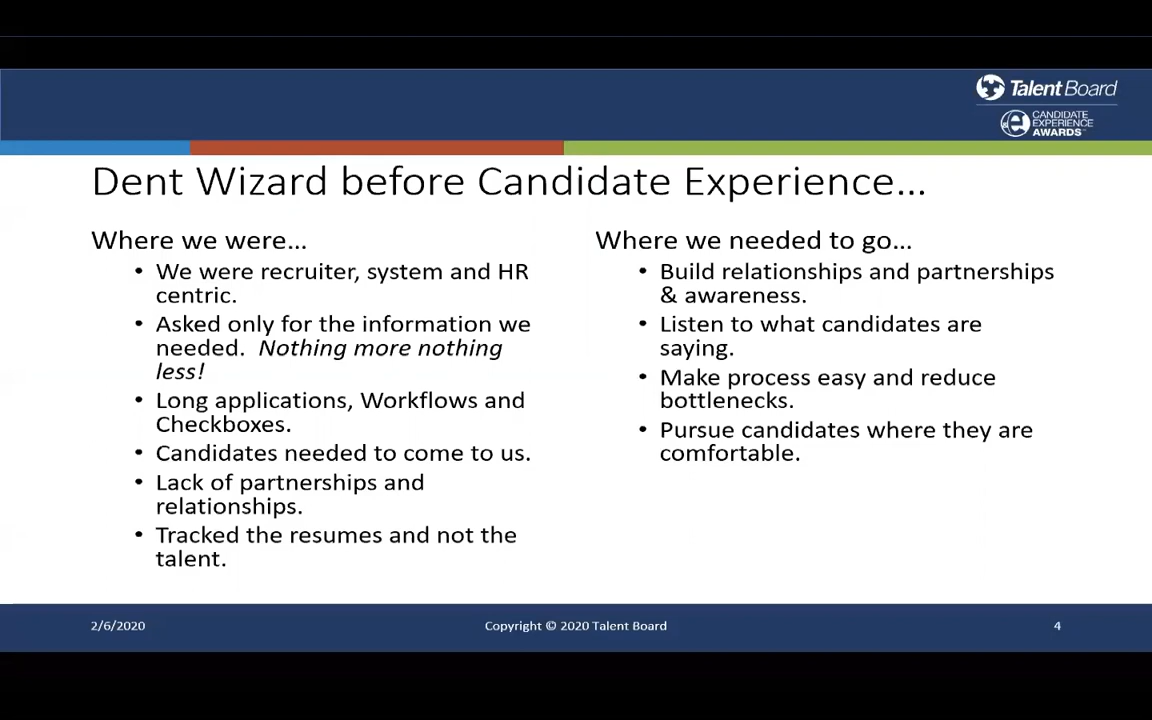 Talent Board
CANDIDATE
EXPERIENCE
AWARDS
Dent Wizard before Candidate Experience...
Where we were...
• We were recruiter, system and HR
centric.
• Asked only for the information we
needed. Nothing more nothing
less!
• Long applications, Workflows and
Checkboxes.
• Candidates needed to come to us.
• Lack of partnerships and
relationships.
• Tracked the resumes and not the
talent.
Where we needed to go...
• Build relationships and partnerships
& awareness.
• Listen to what candidates are
saying.
• Make process easy and reduce
bottlenecks.
• Pursue candidates where they are
comfortable.
2/6/2020
Copyright © 2020 Talent Board
4